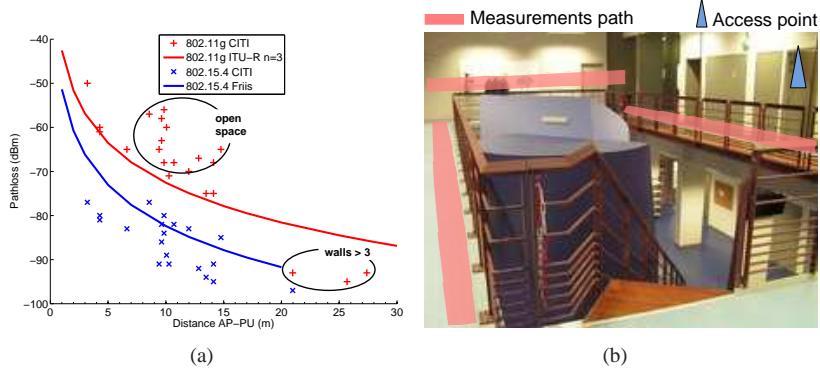 Measurements path
Access point
−40
−50
−60
−70
−80
−90
−100
Pathloss (dBm)
802.11g CITI
802.11g ITU−R n=3
802.15.4 CITI
802.15.4 Friis
open
space
walls > 3
0
5
10
15
20
25
30
Distance AP−PU (m)
(a)
(b)